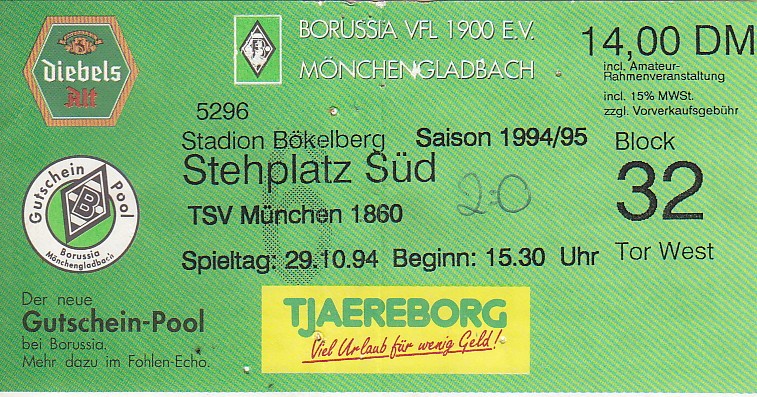 Diebels
Alt
BORUSSIA VFL 1900 E.V.
MÖNCHENGLADBACH
14,00 DM
incl. Amateur-
Rahmenveranstaltung
incl. 15% MWSt.
zzgl. Vorverkaufsgebühr
5296
Stadion Bökelberg
Saison 1994/95
Stehplatz Süd
TSV München 1860
2:0
Spieltag: 29.10.94 Beginn: 15.30 Uhr
Block
32
Tor West
Gutschein Pool
B
Borussia
Mönchengladbach
Der neue
Gutschein-Pool
bei Borussia.
Mehr dazu im Fohlen-Echo.
TJAEREBORG
Viel Urlaub für wenig Geld!